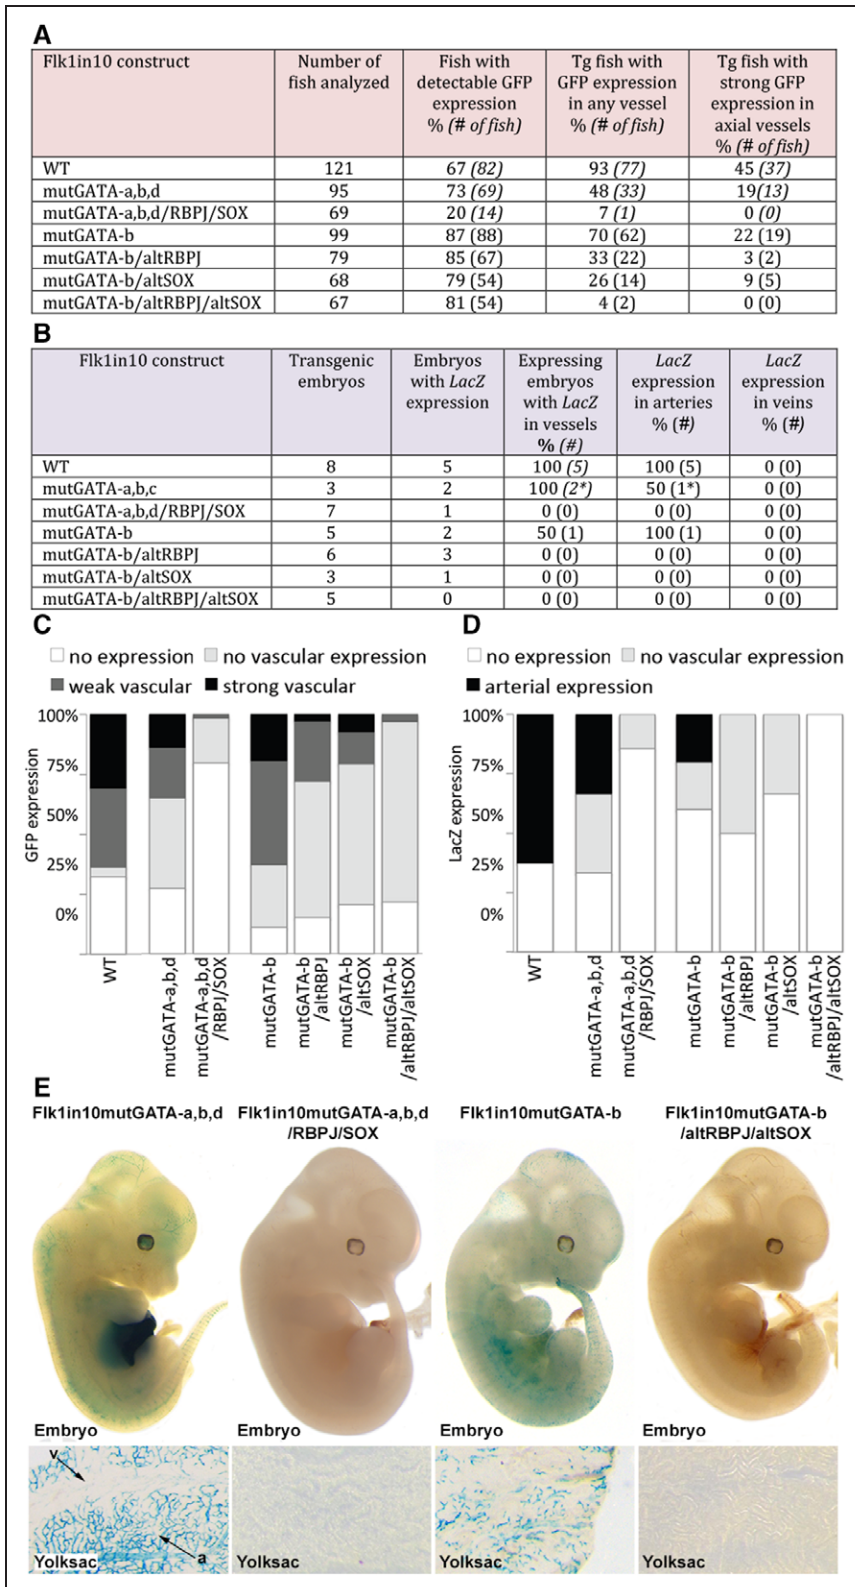 A
Flk1in10 construct | Number of fish analyzed | Fish with detectable GFP expression % (# of fish) | Tg fish with GFP expression in any vessel % (# of fish) | Tg fish with strong GFP expression in axial vessels % (# of fish)
WT | 121 | 67 (82) | 93 (77) | 45 (37)
mutGATA-a,b,d | 95 | 73 (69) | 48 (33) | 19(13)
mutGATA-a,b,d/RBPJ/SOX | 69 | 20 (14) | 7 (1) | 0 (0)
mutGATA-b | 99 | 87 (88) | 70 (62) | 22 (19)
mutGATA-b/altRBPJ | 79 | 85 (67) | 33 (22) | 3 (2)
mutGATA-b/altSOX | 68 | 79 (54) | 26 (14) | 9 (5)
mutGATA-b/altRBPJ/altSOX | 67 | 81 (54) | 4 (2) | 0 (0)
B
Flk1in10 construct | Transgenic embryos | Embryos with LacZ expression | Expressing embryos with LacZ in vessels % (#) | LacZ expression in arteries % (#) | LacZ expression in veins % (#)
WT | 8 | 5 | 100 (5) | 100 (5) | 0 (0)
mutGATA-a,b,c | 3 | 2 | 100 (2*) | 50 (1*) | 0 (0)
mutGATA-a,b,d/RBPJ/SOX | 7 | 1 | 0 (0) | 0 (0) | 0 (0)
mutGATA-b | 5 | 2 | 50 (1) | 100 (1) | 0 (0)
mutGATA-b/altRBPJ | 6 | 3 | 0 (0) | 0 (0) | 0 (0)
mutGATA-b/altSOX | 3 | 1 | 0 (0) | 0 (0) | 0 (0)
mutGATA-b/altRBPJ/altSOX | 5 | 0 | 0 (0) | 0 (0) | 0 (0)
C
no expression no vascular expression
weak vascular strong vascular
GFP expression
100%
75%
50%
25%
0%
WT
mutGATA-a,b,d
mutGATA-a,b,d
/RBPJ/SOX
mutGATA-b
mutGATA-b
/altRBPJ
mutGATA-b
/altSOX
mutGATA-b
/altRBPJ/altSOX
D
no expression no vascular expression
arterial expression
LacZ expression
100%
75%
50%
25%
0%
WT
mutGATA-a,b,d
mutGATA-a,b,d
/RBPJ/SOX
mutGATA-b
mutGATA-b
/altRBPJ
mutGATA-b
/altSOX
mutGATA-b
/altRBPJ/altSOX
E
Flk1in10mutGATA-a,b,d
Flk1in10mutGATA-a,b,d
/RBPJ/SOX
Flk1in10mutGATA-b
Flk1in10mutGATA-b
/altRBPJ/altSOX
Embryo
Embryo
Embryo
Embryo
v
a
Yolksac
Yolksac
Yolksac
Yolksac